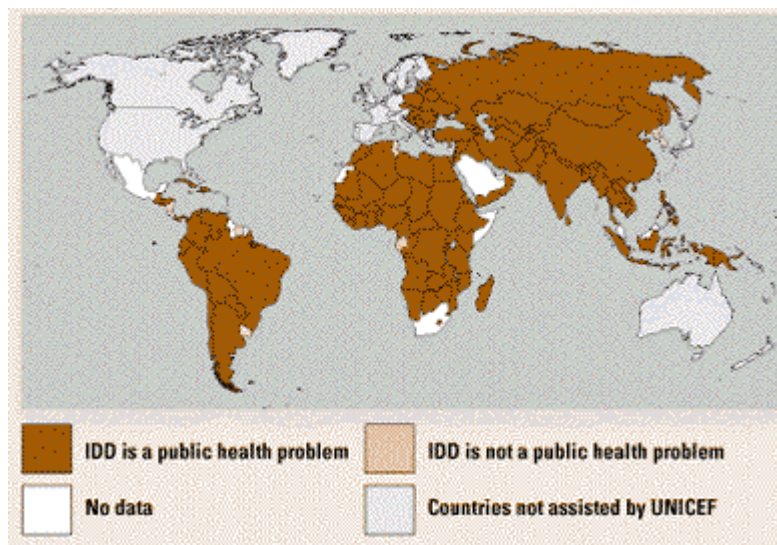 IDD is a public health problem
IDD is not a public health problem
No data
Countries not assisted by UNICEF